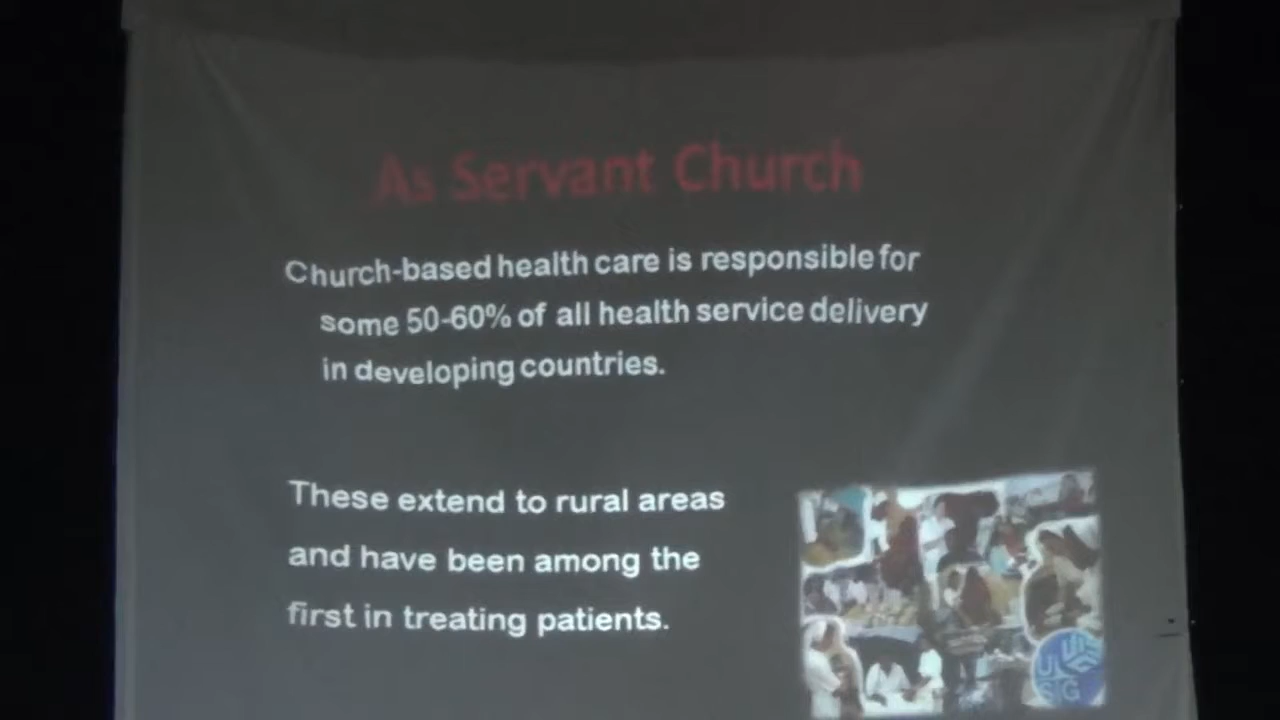 As Servant Church
Church-based health care is responsible for
some 50-60% of all health service delivery
in developing countries.
These extend to rural areas
and have been among the
first in treating patients.